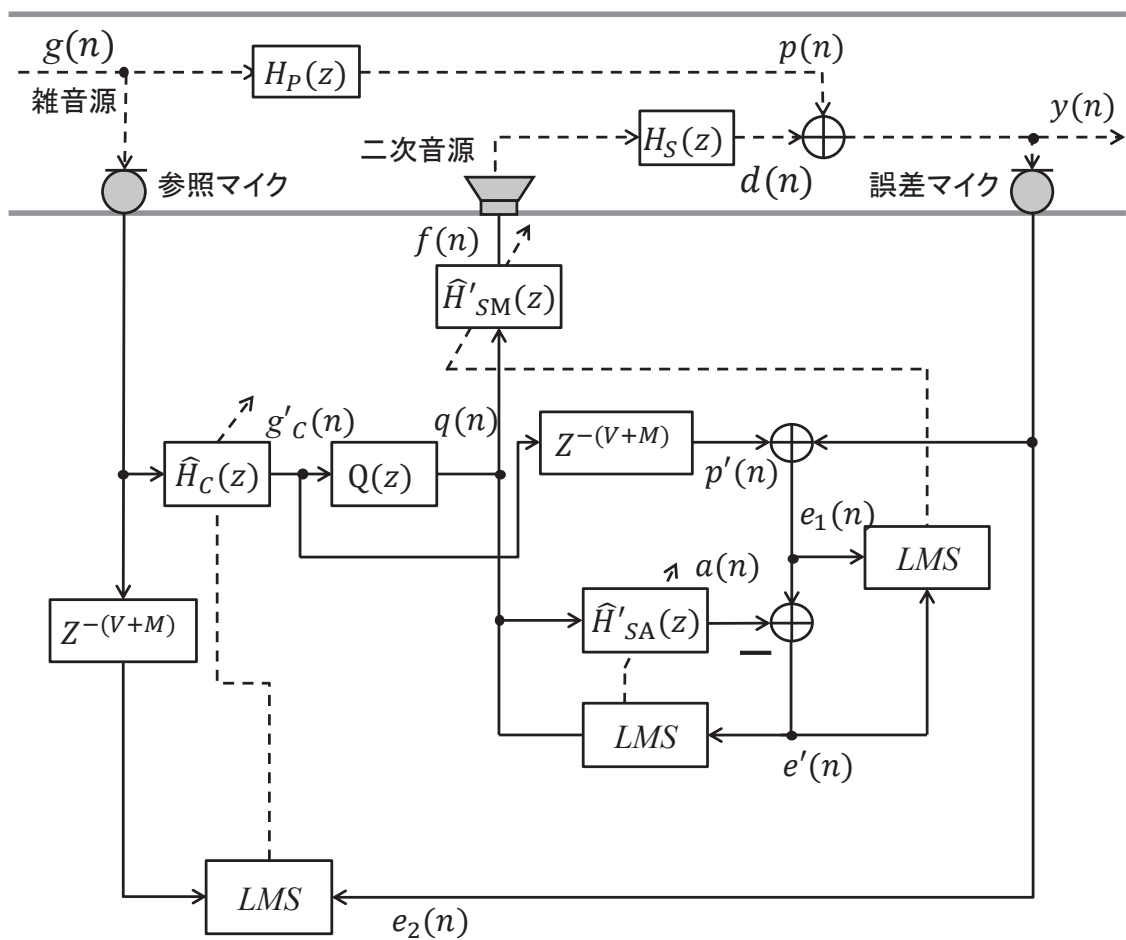 g(n)
H_P(z)
p(n)
雑音源
y(n)
二次音源
H_S(z)
d(n)
参照マイク
誤差マイク
f(n)
Ĥ'_SM(z)
g'_C(n)
q(n)
Z^-(V+M)
Ĥ_C(z)
Q(z)
p'(n)
e_1(n)
LMS
a(n)
Ĥ'_SA(z)
Z^-(V+M)
−
LMS
e'(n)
LMS
e_2(n)